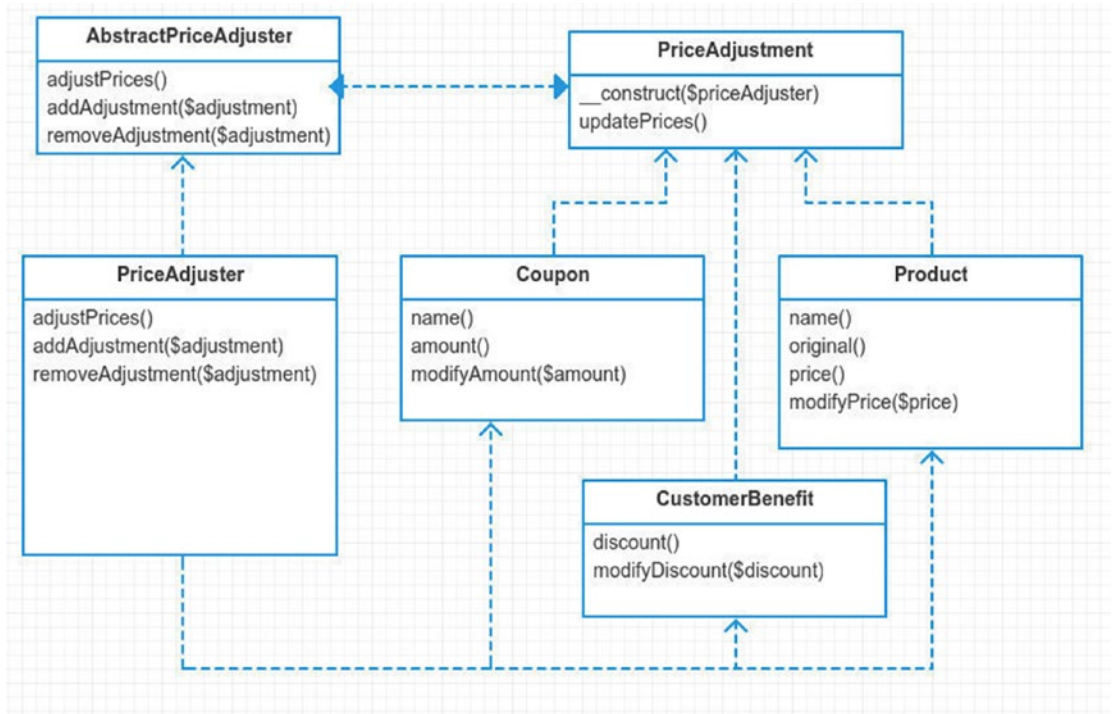 AbstractPriceAdjuster
adjustPrices()
addAdjustment($adjustment)
removeAdjustment($adjustment)
PriceAdjustment
__construct($priceAdjuster)
updatePrices()
PriceAdjuster
adjustPrices()
addAdjustment($adjustment)
removeAdjustment($adjustment)
Coupon
name()
amount()
modifyAmount($amount)
Product
name()
original()
price()
modifyPrice($price)
CustomerBenefit
discount()
modifyDiscount($discount)